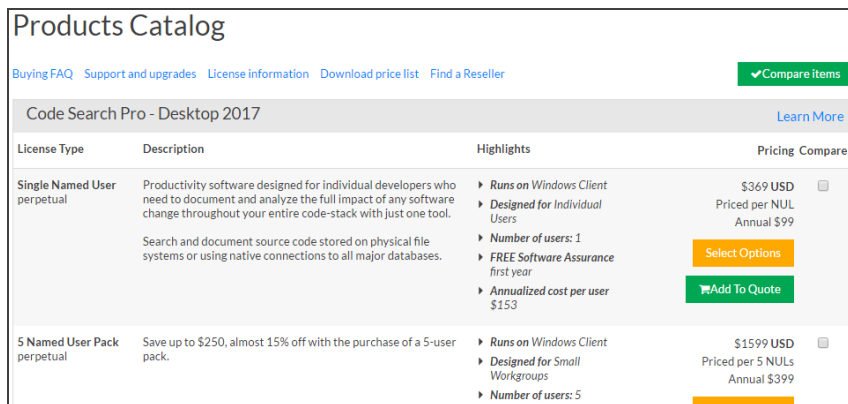 Products Catalog
Buying FAQ Support and upgrades License information Download price list Find a Reseller
Compare items
Code Search Pro - Desktop 2017
Learn More
License Type Description Highlights Pricing Compare
Single Named User
perpetual
Productivity software designed for individual developers who
need to document and analyze the full impact of any software
change throughout your entire code-stack with just one tool.
Search and document source code stored on physical file
systems or using native connections to all major databases.
Runs on Windows Client
Designed for Individual
Users
Number of users: 1
FREE Software Assurance
first year
Annualized cost per user
$153
$369 USD
Priced per NUL
Annual $99
Select Options
Add To Quote
5 Named User Pack
perpetual
Save up to $250, almost 15% off with the purchase of a 5-user
pack.
Runs on Windows Client
Designed for Small
Workgroups
Number of users: 5
$1599 USD
Priced per 5 NULs
Annual $399